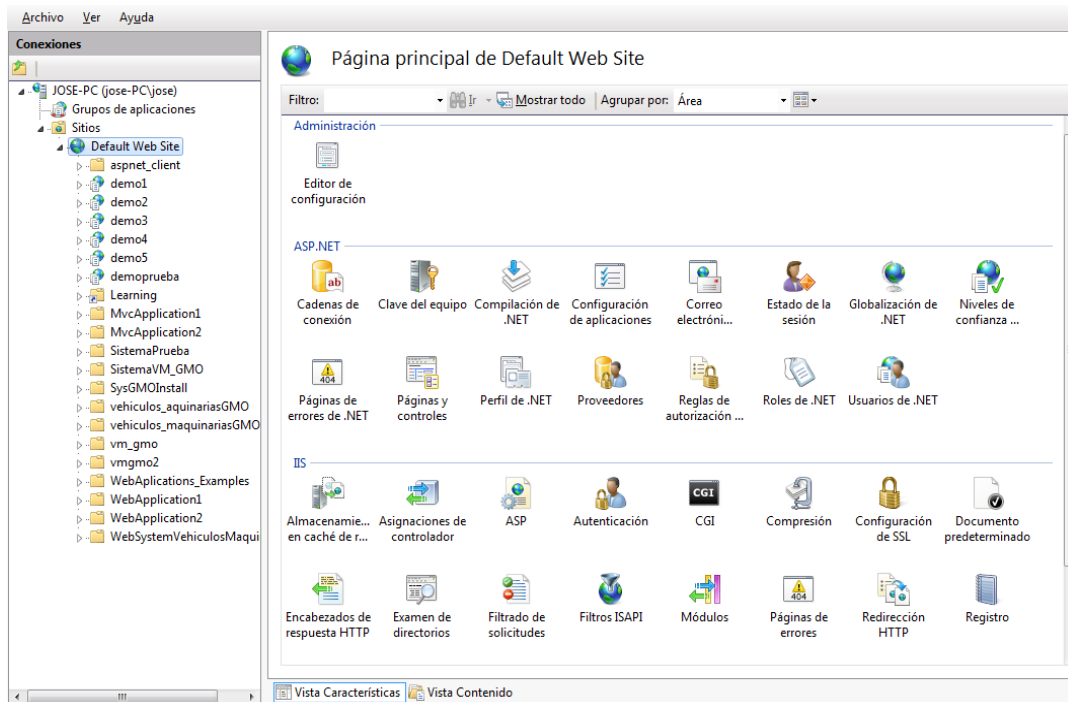 Archivo Ver Ayuda
Conexiones
JOSE-PC (jose-PC\jose)
Grupos de aplicaciones
Sitios
Default Web Site
aspnet_client
demo1
demo2
demo3
demo4
demo5
demoprueba
Learning
MvcApplication1
MvcApplication2
SistemaPrueba
SistemaVM_GMO
SysGMOInstall
vehiculos_aquinariasGMO
vehiculos_maquinariasGMO
vm_gmo
vmgmo2
WebAplications_Examples
WebApplication1
WebApplication2
WebSystemVehiculosMaqui
Página principal de Default Web Site
Filtro: Ir Mostrar todo Agrupar por: Área
Administración
Editor de
configuración
ASP.NET
ab
Cadenas de Clave del equipo Compilación de Configuración Correo Estado de la Globalización de Niveles de
conexión .NET de aplicaciones electróni... sesión .NET confianza ...
404
Páginas de Páginas y Perfil de .NET Proveedores Reglas de Roles de .NET Usuarios de .NET
errores de .NET controles autorización ...
IIS
CGI
Almacenamie... Asignaciones de ASP Autenticación CGI Compresión Configuración Documento
en caché de r... controlador de SSL predeterminado
404
Encabezados de Examen de Filtrado de Filtros ISAPI Módulos Páginas de Redirección Registro
respuesta HTTP directorios solicitudes errores HTTP
Vista Características Vista Contenido